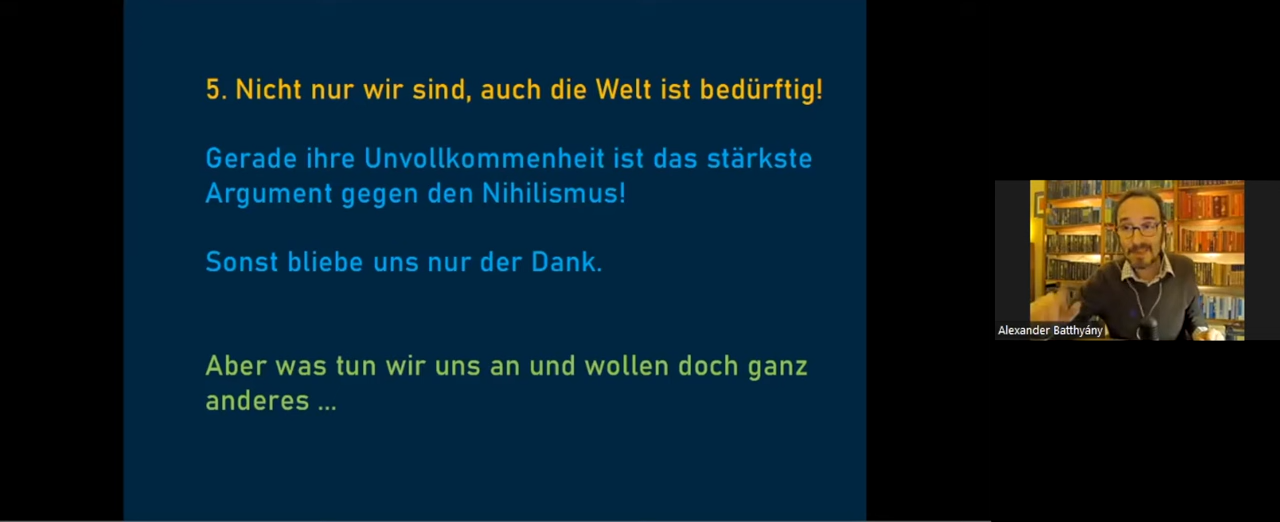 5. Nicht nur wir sind, auch die Welt ist bedürftig!
Gerade ihre Unvollkommenheit ist das stärkste
Argument gegen den Nihilismus!
Sonst bliebe uns nur der Dank.
Aber was tun wir uns an und wollen doch ganz
anderes ...
Alexander Batthyány